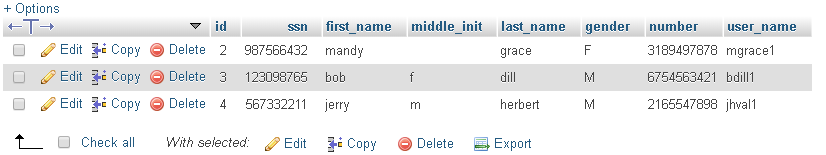 + Options
id ssn first_name middle_init last_name gender number user_name
Edit Copy Delete 2 987566432 mandy grace F 3189497878 mgrace1
Edit Copy Delete 3 123098765 bob f dill M 6754563421 bdill1
Edit Copy Delete 4 567332211 jerry m herbert M 2165547898 jhval1
Check all With selected: Edit Copy Delete Export